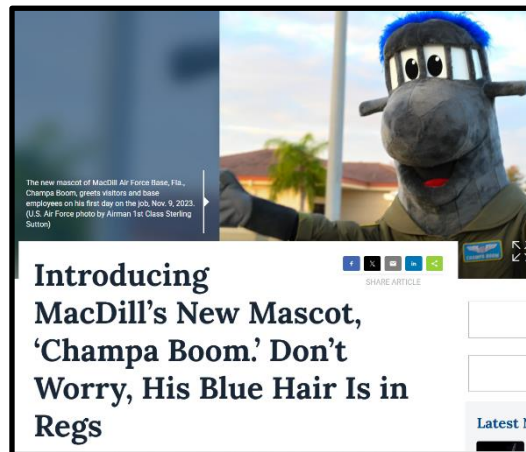 The new mascot of MacDill Air Force Base, Fla.,
Champa Boom, greets visitors and base
employees on his first day on the job, Nov. 9, 2023.
(U.S. Air Force photo by Airman 1st Class Sterling
Sutton)
CHAMPA BOOM
SHARE ARTICLE
Introducing
MacDill’s New Mascot,
‘Champa Boom.’ Don’t
Worry, His Blue Hair Is in
Regs
Latest